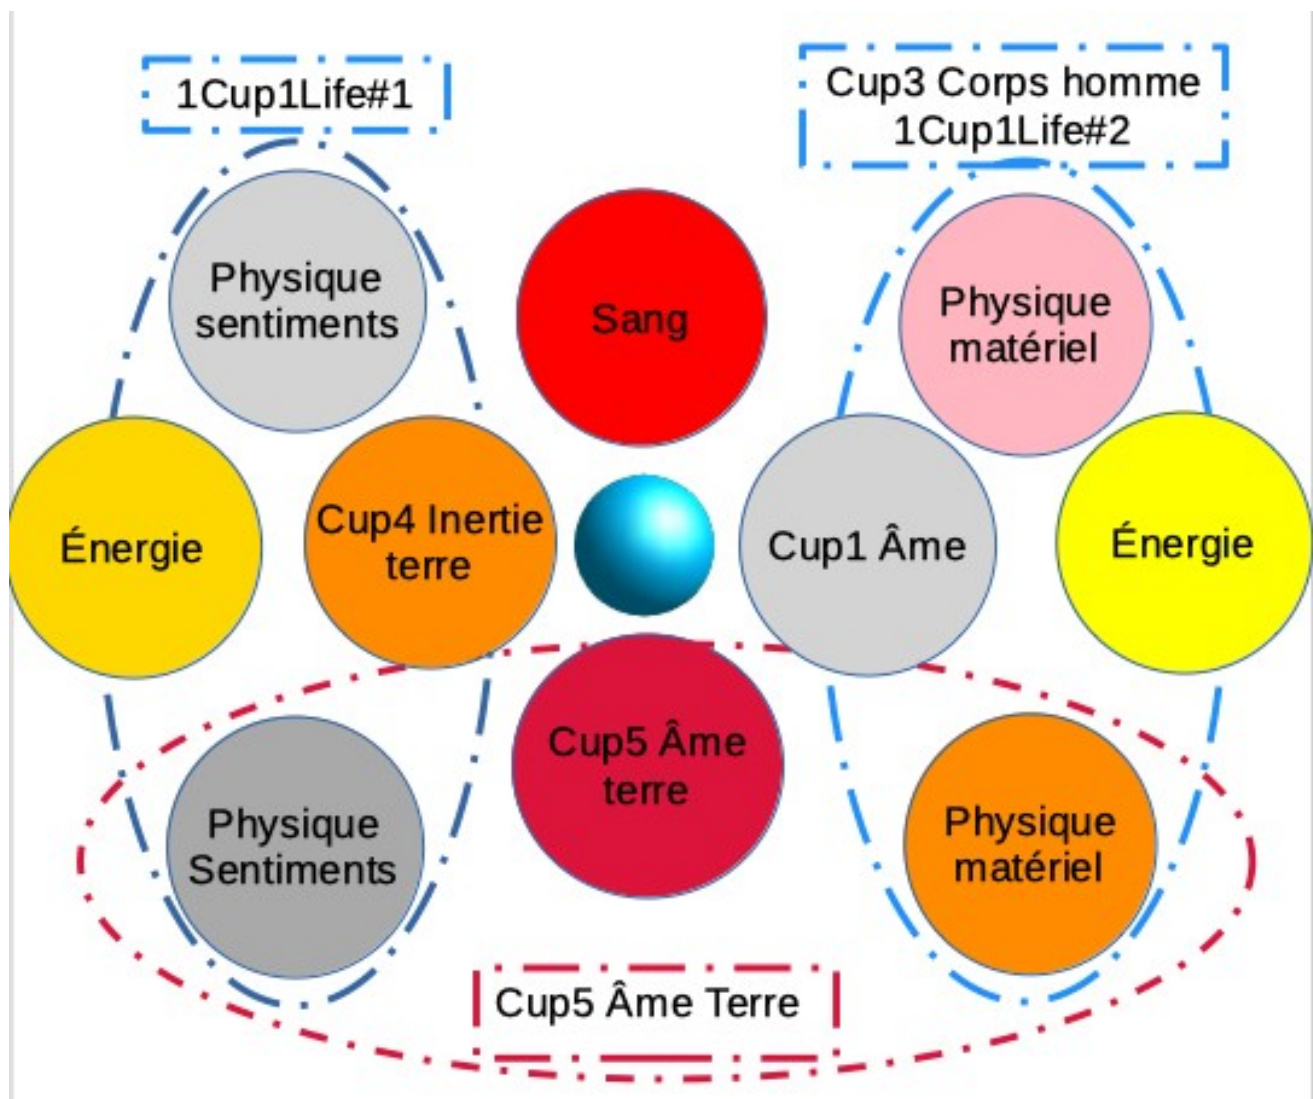 1Cup1Life#1
Cup3 Corps homme
1Cup1Life#2
Physique
sentiments
Sang
Physique
matériel
Énergie
Cup4 Inertie
terre
Cup1 Âme
Énergie
Cup5 Âme
terre
Physique
Sentiments
Physique
matériel
Cup5 Âme Terre